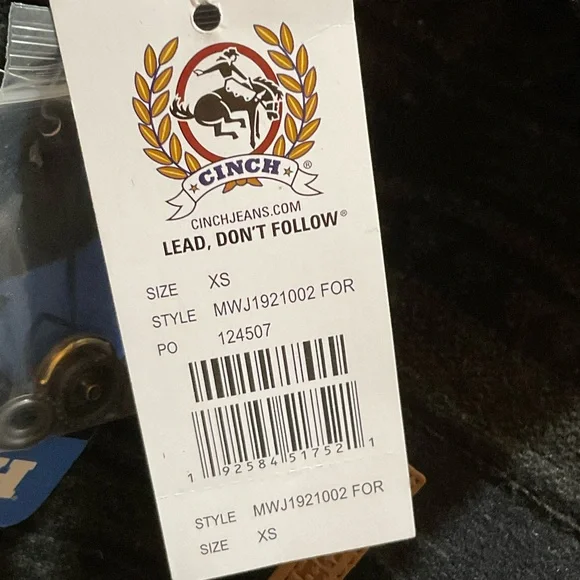 CINCH®
CINCHJEANS.COM
LEAD, DON'T FOLLOW®
SIZE XS
STYLE MWJ1921002 FOR
PO 124507
1 92584 51752 1
STYLE MWJ1921002 FOR
SIZE XS